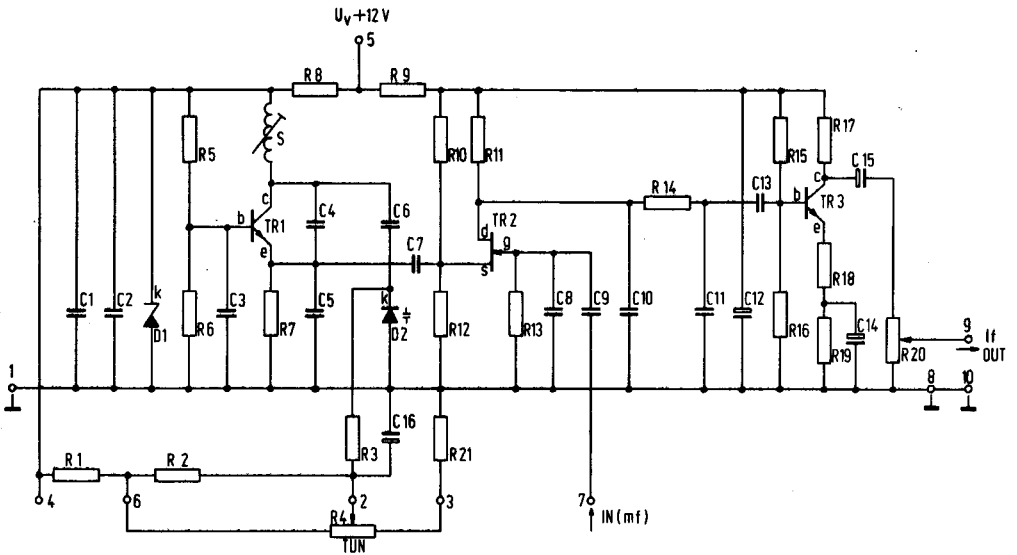 Uv +12V
5
R8
R9
S
R5
R10
R11
R15
R17
C15
c
b
TR1
e
C4
C6
C7
TR2
d
g
s
R14
C13
b
c
TR3
e
R18
C1
C2
k
D1
R6
C3
R7
C5
k
D2
R12
R13
C8
C9
C10
C11
C12
R16
R19
C14
R20
9
lf
OUT
1
8
10
C16
R3
R21
R1
R2
4
6
2
3
7
IN(mf)
R4
TUN